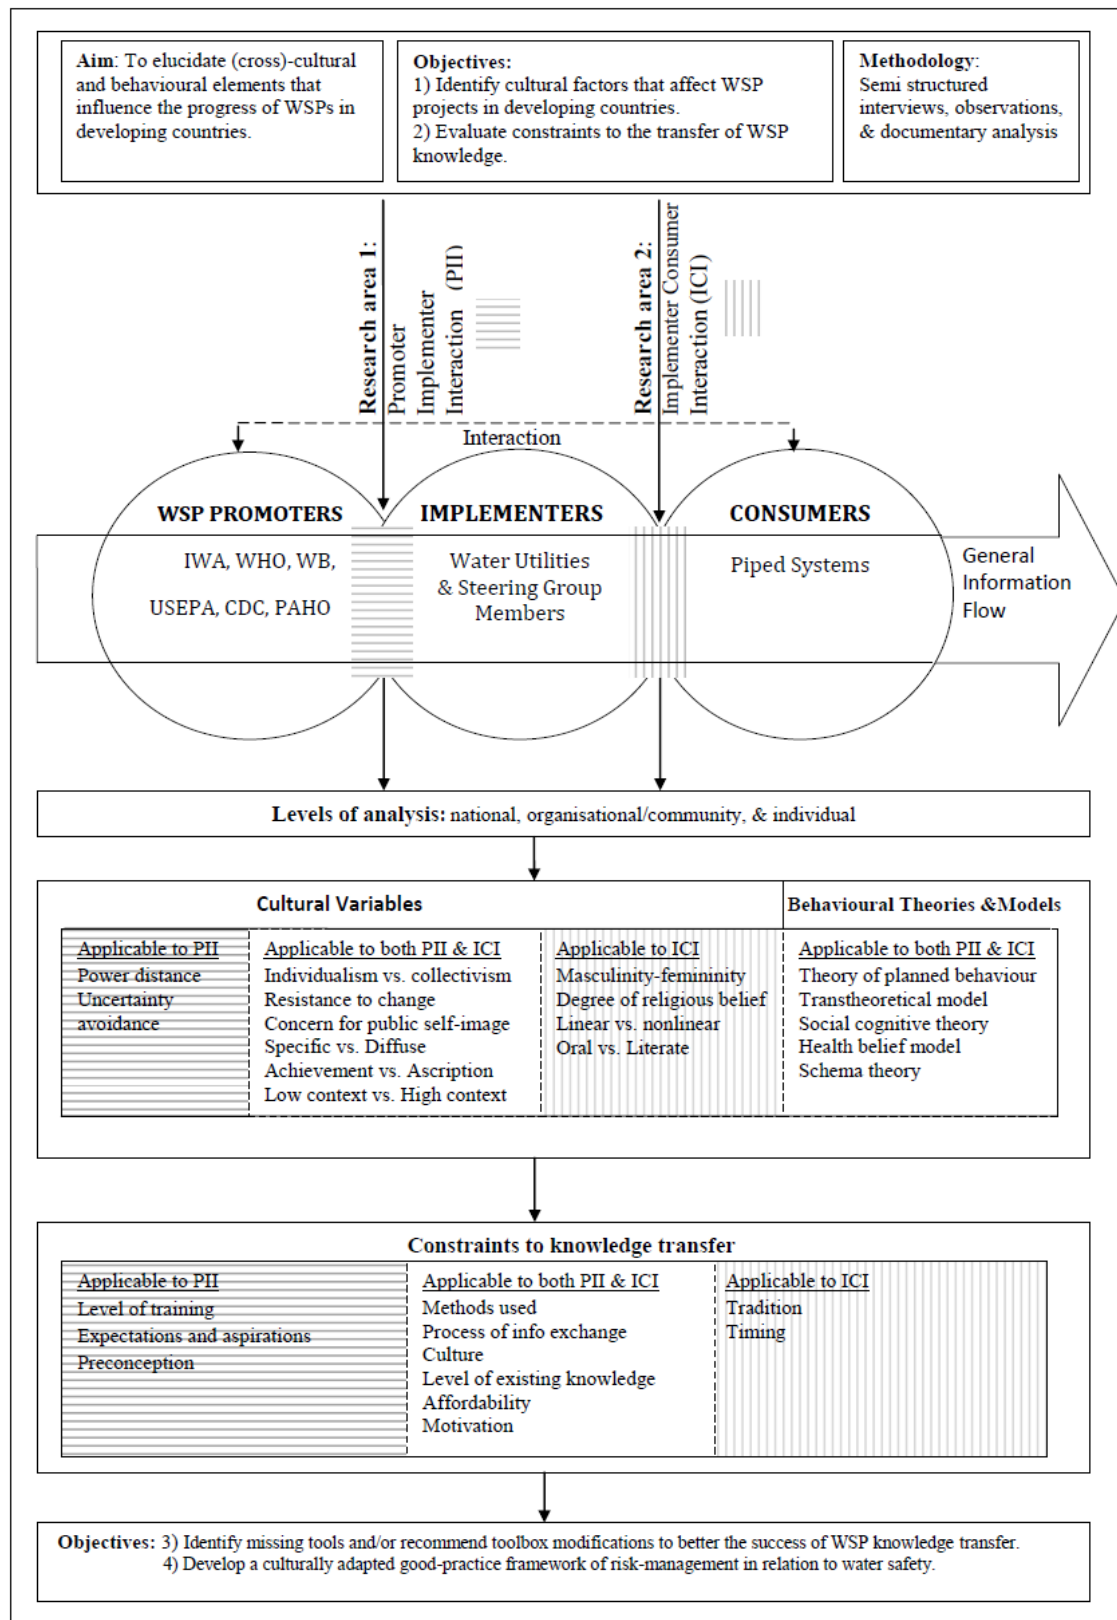 Aim: To elucidate (cross)-cultural
and behavioural elements that
influence the progress of WSPs in
developing countries.
Objectives:
1) Identify cultural factors that affect WSP
projects in developing countries.
2) Evaluate constraints to the transfer of WSP
knowledge.
Methodology:
Semi structured
interviews, observations,
& documentary analysis
Research area 1:
Promoter
Implementer
Interaction (PII)
Research area 2:
Implementer Consumer
Interaction (ICI)
Interaction
WSP PROMOTERS
IWA, WHO, WB,
USEPA, CDC, PAHO
IMPLEMENTERS
Water Utilities
& Steering Group
Members
CONSUMERS
Piped Systems
General
Information
Flow
Levels of analysis: national, organisational/community, & individual
Cultural Variables
Behavioural Theories &Models
Applicable to PII
Power distance
Uncertainty
avoidance
Applicable to both PII & ICI
Individualism vs. collectivism
Resistance to change
Concern for public self-image
Specific vs. Diffuse
Achievement vs. Ascription
Low context vs. High context
Applicable to ICI
Masculinity-femininity
Degree of religious belief
Linear vs. nonlinear
Oral vs. Literate
Applicable to both PII & ICI
Theory of planned behaviour
Transtheoretical model
Social cognitive theory
Health belief model
Schema theory
Constraints to knowledge transfer
Applicable to PII
Level of training
Expectations and aspirations
Preconception
Applicable to both PII & ICI
Methods used
Process of info exchange
Culture
Level of existing knowledge
Affordability
Motivation
Applicable to ICI
Tradition
Timing
Objectives: 3) Identify missing tools and/or recommend toolbox modifications to better the success of WSP knowledge transfer.
4) Develop a culturally adapted good-practice framework of risk-management in relation to water safety.